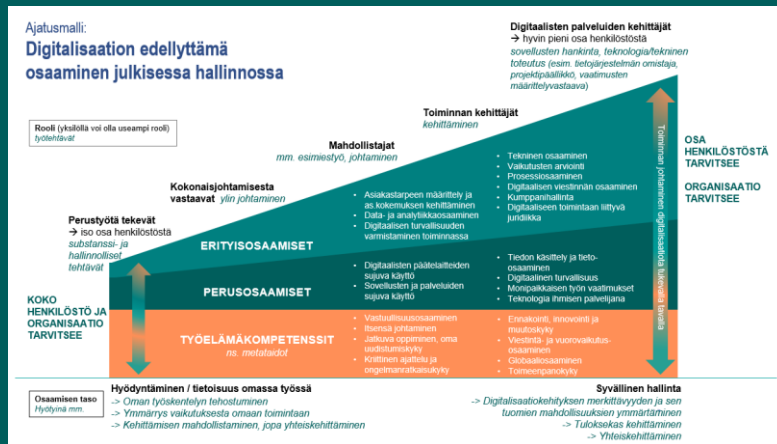 Ajatusmalli:
Digitalisaation edellyttämä
osaaminen julkisessa hallinnossa
Digitaalisten palveluiden kehittäjät
→ hyvin pieni osa henkilöstöstä
sovellusten hankinta, teknologia/tekninen
toteutus (esim. tietojärjestelmän omistaja,
projektipäällikkö, vaatimusten
määrittelyvastaava)
Toiminnan kehittäjät
kehittäminen
Rooli (yksilöllä voi olla useampi rooli)
työtehtävät
Mahdollistajat
mm. esimiestyö, johtaminen
Kokonaisjohtamisesta
vastaavat ylin johtaminen
Perustyötä tekevät
→ iso osa henkilöstöstä
substanssi- ja
hallinnolliset
tehtävät
ERITYISOSAAMISET
• Asiakastarpeen määrittely ja
as.kokemuksen kehittäminen
• Data- ja analytiikkaosaaminen
• Digitaalisen turvallisuuden
varmistaminen toiminnassa
• Tekninen osaaminen
• Vaikutusten arviointi
• Prosessiosaaminen
• Digitaalisen viestinnän osaaminen
• Kumppanihallinta
• Digitaaliseen toimintaan liittyvä
juridiikka
Toiminnan johtaminen digitalisaatiota tukevalla tavalla
OSA
HENKILÖSTÖSTÄ
TARVITSEE
ORGANISAATIO
TARVITSEE
KOKO
HENKILÖSTÖ JA
ORGANISAATIO
TARVITSEE
PERUSOSAAMISET
• Digitaalisten päätelaitteiden
sujuva käyttö
• Sovellusten ja palveluiden
sujuva käyttö
• Tiedon käsittely ja tieto-
osaaminen
• Digitaalinen turvallisuus
• Monipaikkaisen työn vaatimukset
• Teknologia ihmisen palvelijana
TYÖELÄMÄKOMPETENSSIT
ns. metataidot
• Vastuullisuusosaaminen
• Itsensä johtaminen
• Jatkuva oppiminen, oma
uudistumiskyky
• Kriittinen ajattelu ja
ongelmanratkaisukyky
• Ennakointi, innovointi ja
muutoskyky
• Viestintä- ja vuorovaikutus-
osaaminen
• Globaaliosaaminen
• Toimeenpanokyky
Osaamisen taso
Hyötyinä mm.
Hyödyntäminen / tietoisuus omassa työssä
-> Oman työskentelyn tehostuminen
-> Ymmärrys vaikutuksesta omaan toimintaan
-> Kehittämisen mahdollistaminen, jopa yhteiskehittäminen
Syvällinen hallinta
-> Digitalisaatiokehityksen merkittävyyden ja sen
tuomien mahdollisuuksien ymmärtäminen
-> Tuloksekas kehittäminen
-> Yhteiskehittäminen